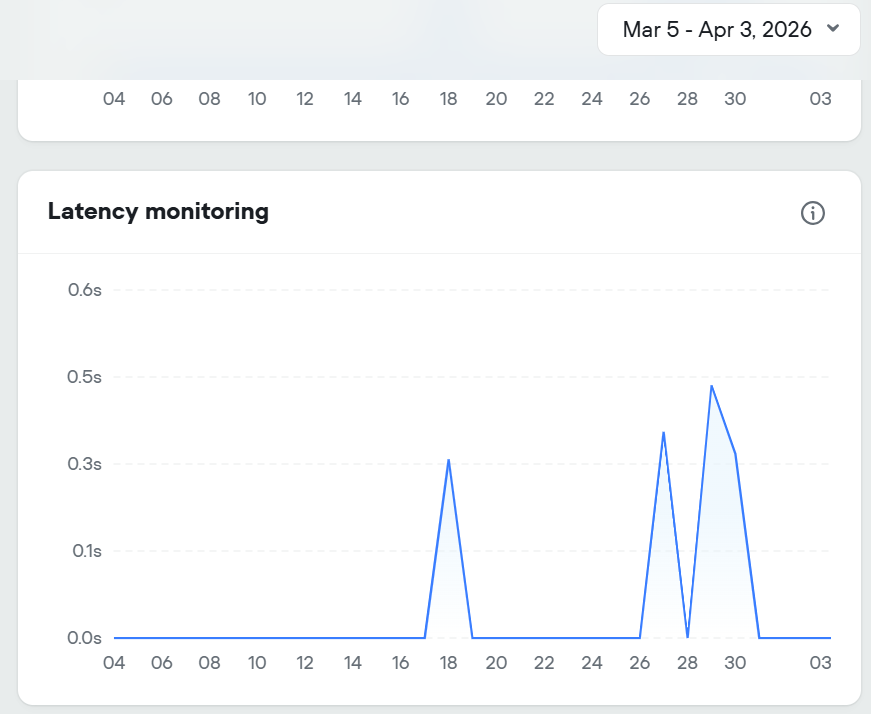 Mar 5 - Apr 3, 2026
04 06 08 10 12 14 16 18 20 22 24 26 28 30 03
Latency monitoring
0.6s
0.5s
0.3s
0.1s
0.0s
04 06 08 10 12 14 16 18 20 22 24 26 28 30 03